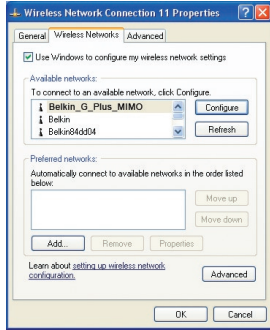 Wireless Network Connection 11 Properties
General Wireless Networks Advanced
Use Windows to configure my wireless network settings
Available networks:
To connect to an available network, click Configure.
Belkin_G_Plus_MIMO
Configure
Belkin
Belkin84dd04
Refresh
Preferred networks:
Automatically connect to available networks in the order listed
below:
Move up
Move down
Add... Remove Properties
Learn about setting up wireless network
configuration.
Advanced
OK Cancel